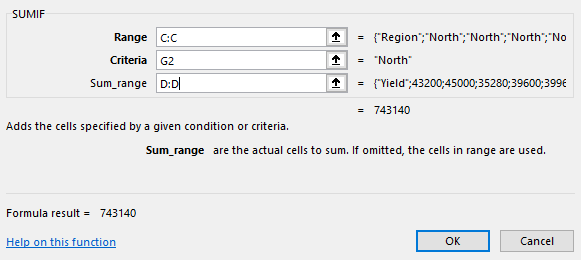 SUMIF
Range C:C = {"Region";"North";"North";"North";"No
Criteria G2 = "North"
Sum_range D:D = {"Yield";43200;45000;35280;39600;3996
= 743140
Adds the cells specified by a given condition or criteria.
Sum_range are the actual cells to sum. If omitted, the cells in range are used.
Formula result = 743140
Help on this function OK Cancel